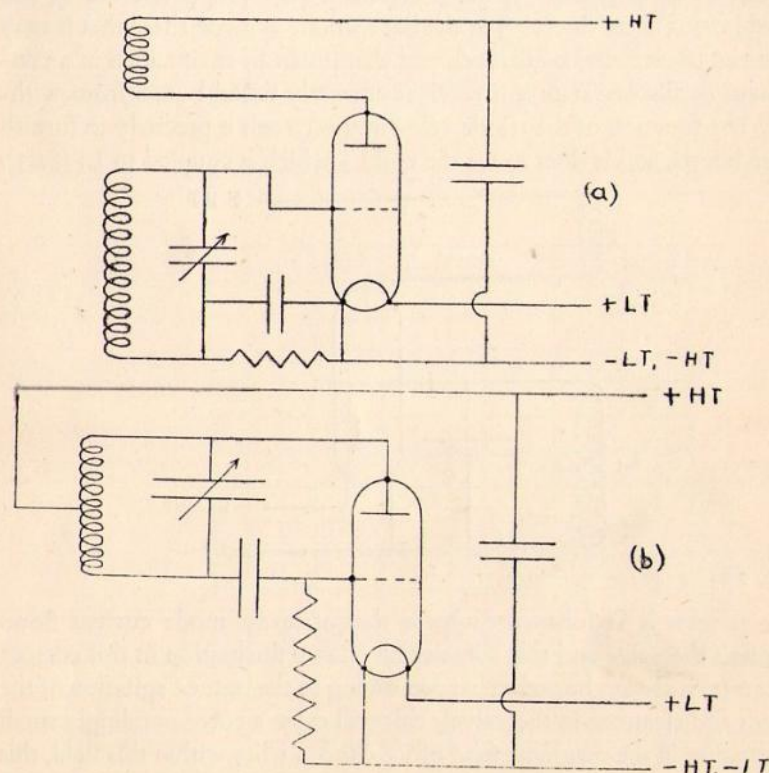 + HT
(a)
+ LT
- LT, - HT
+ HT
(b)
+ LT
- HT, - LT